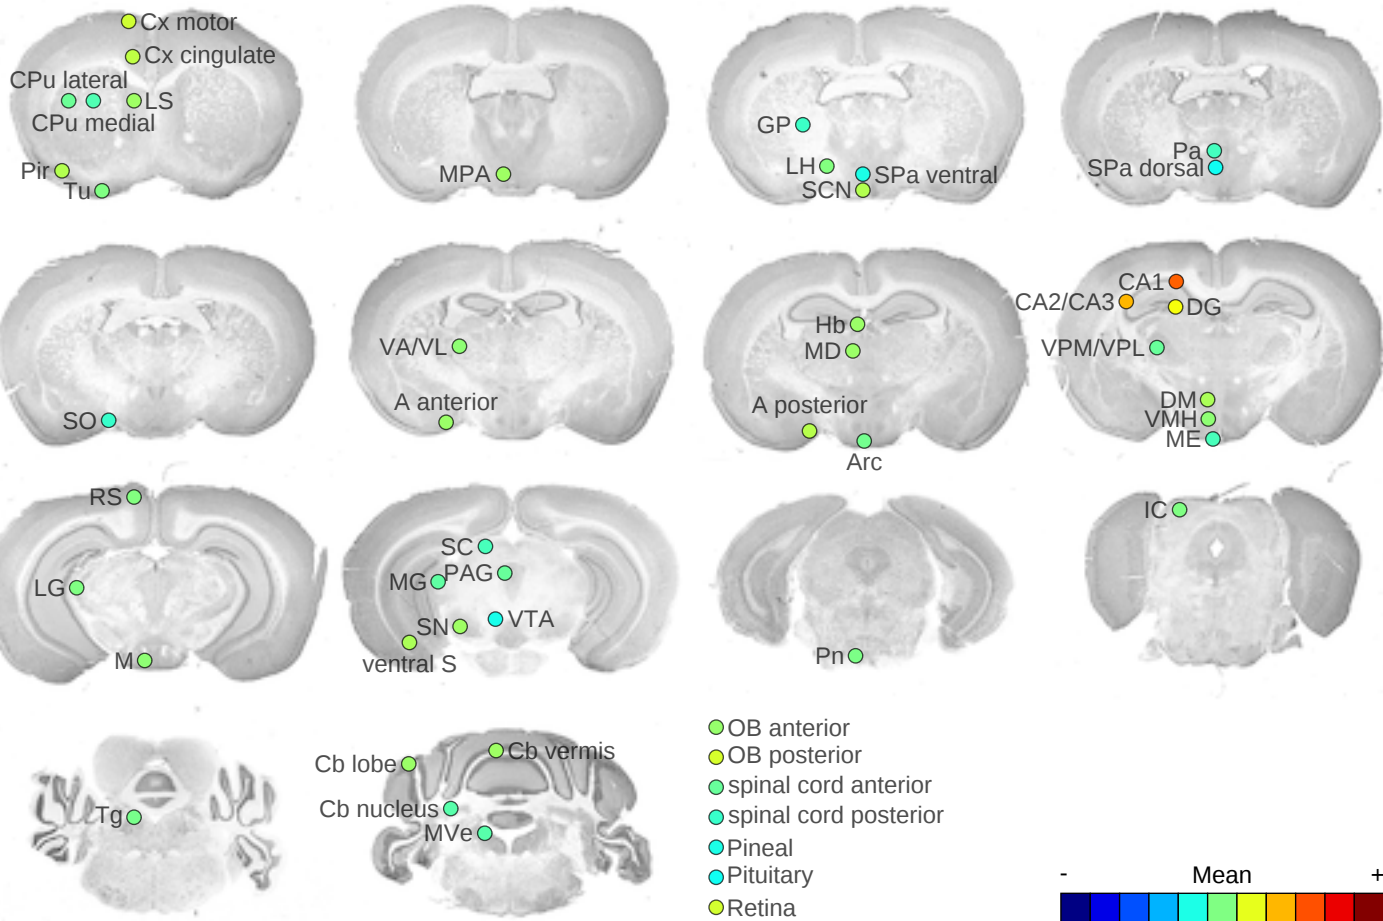 Cx motor
Cx cingulate
CPu lateral
LS
CPu medial
Pir
Tu
MPA
GP
LH
SPa ventral
SCN
Pa
SPa dorsal
SO
VA/VL
A anterior
Hb
MD
A posterior
Arc
CA1
CA2/CA3
DG
VPM/VPL
DM
VMH
ME
RS
LG
M
SC
PAG
MG
SN
VTA
ventral S
Pn
IC
Tg
Cb lobe
Cb vermis
Cb nucleus
MVe
OB anterior
OB posterior
spinal cord anterior
spinal cord posterior
Pineal
Pituitary
Retina
- Mean +